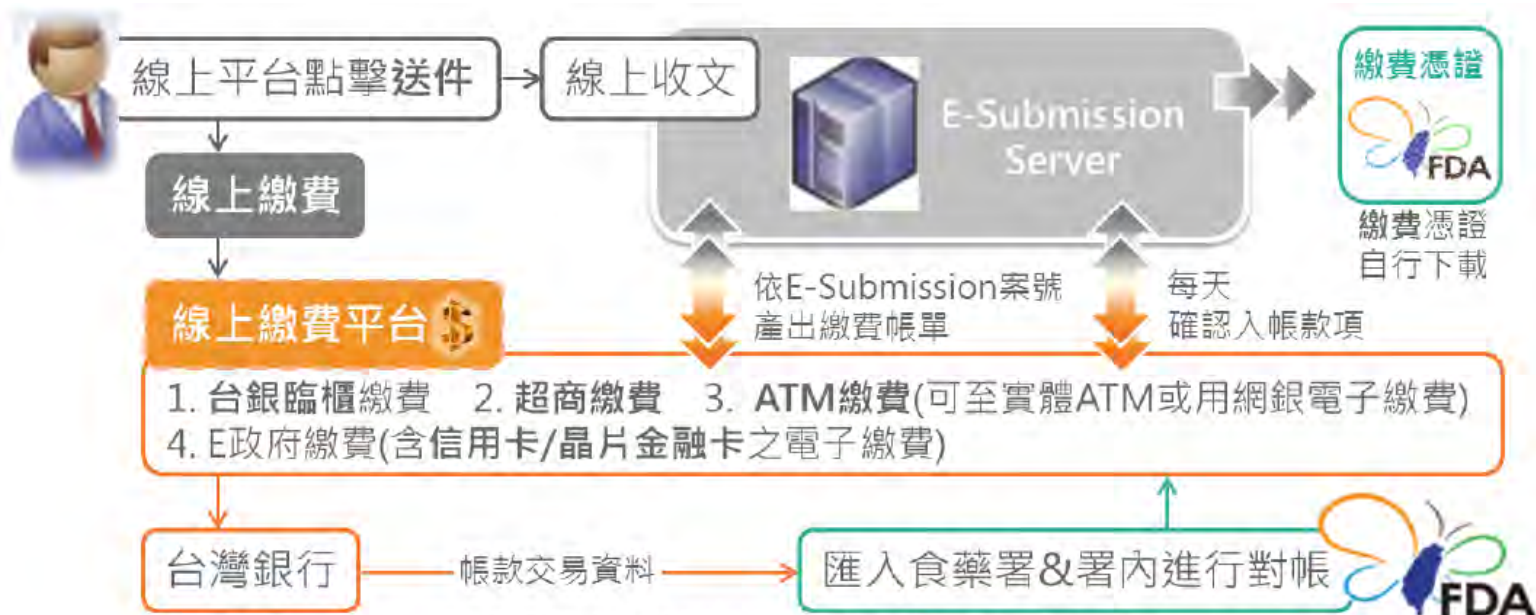 線上平台點擊送件
線上收文
E-Submission
Server
繳費憑證
FDA
繳費憑證
自行下載
線上繳費
線上繳費平台
$
依E-Submission案號
產出繳費帳單
每天
確認入帳款項
1. 台銀臨櫃繳費 2. 超商繳費 3. ATM繳費(可至實體ATM或用網銀電子繳費)
4. E政府繳費(含信用卡/晶片金融卡之電子繳費)
台灣銀行
帳款交易資料
匯入食藥署&署內進行對帳
FDA